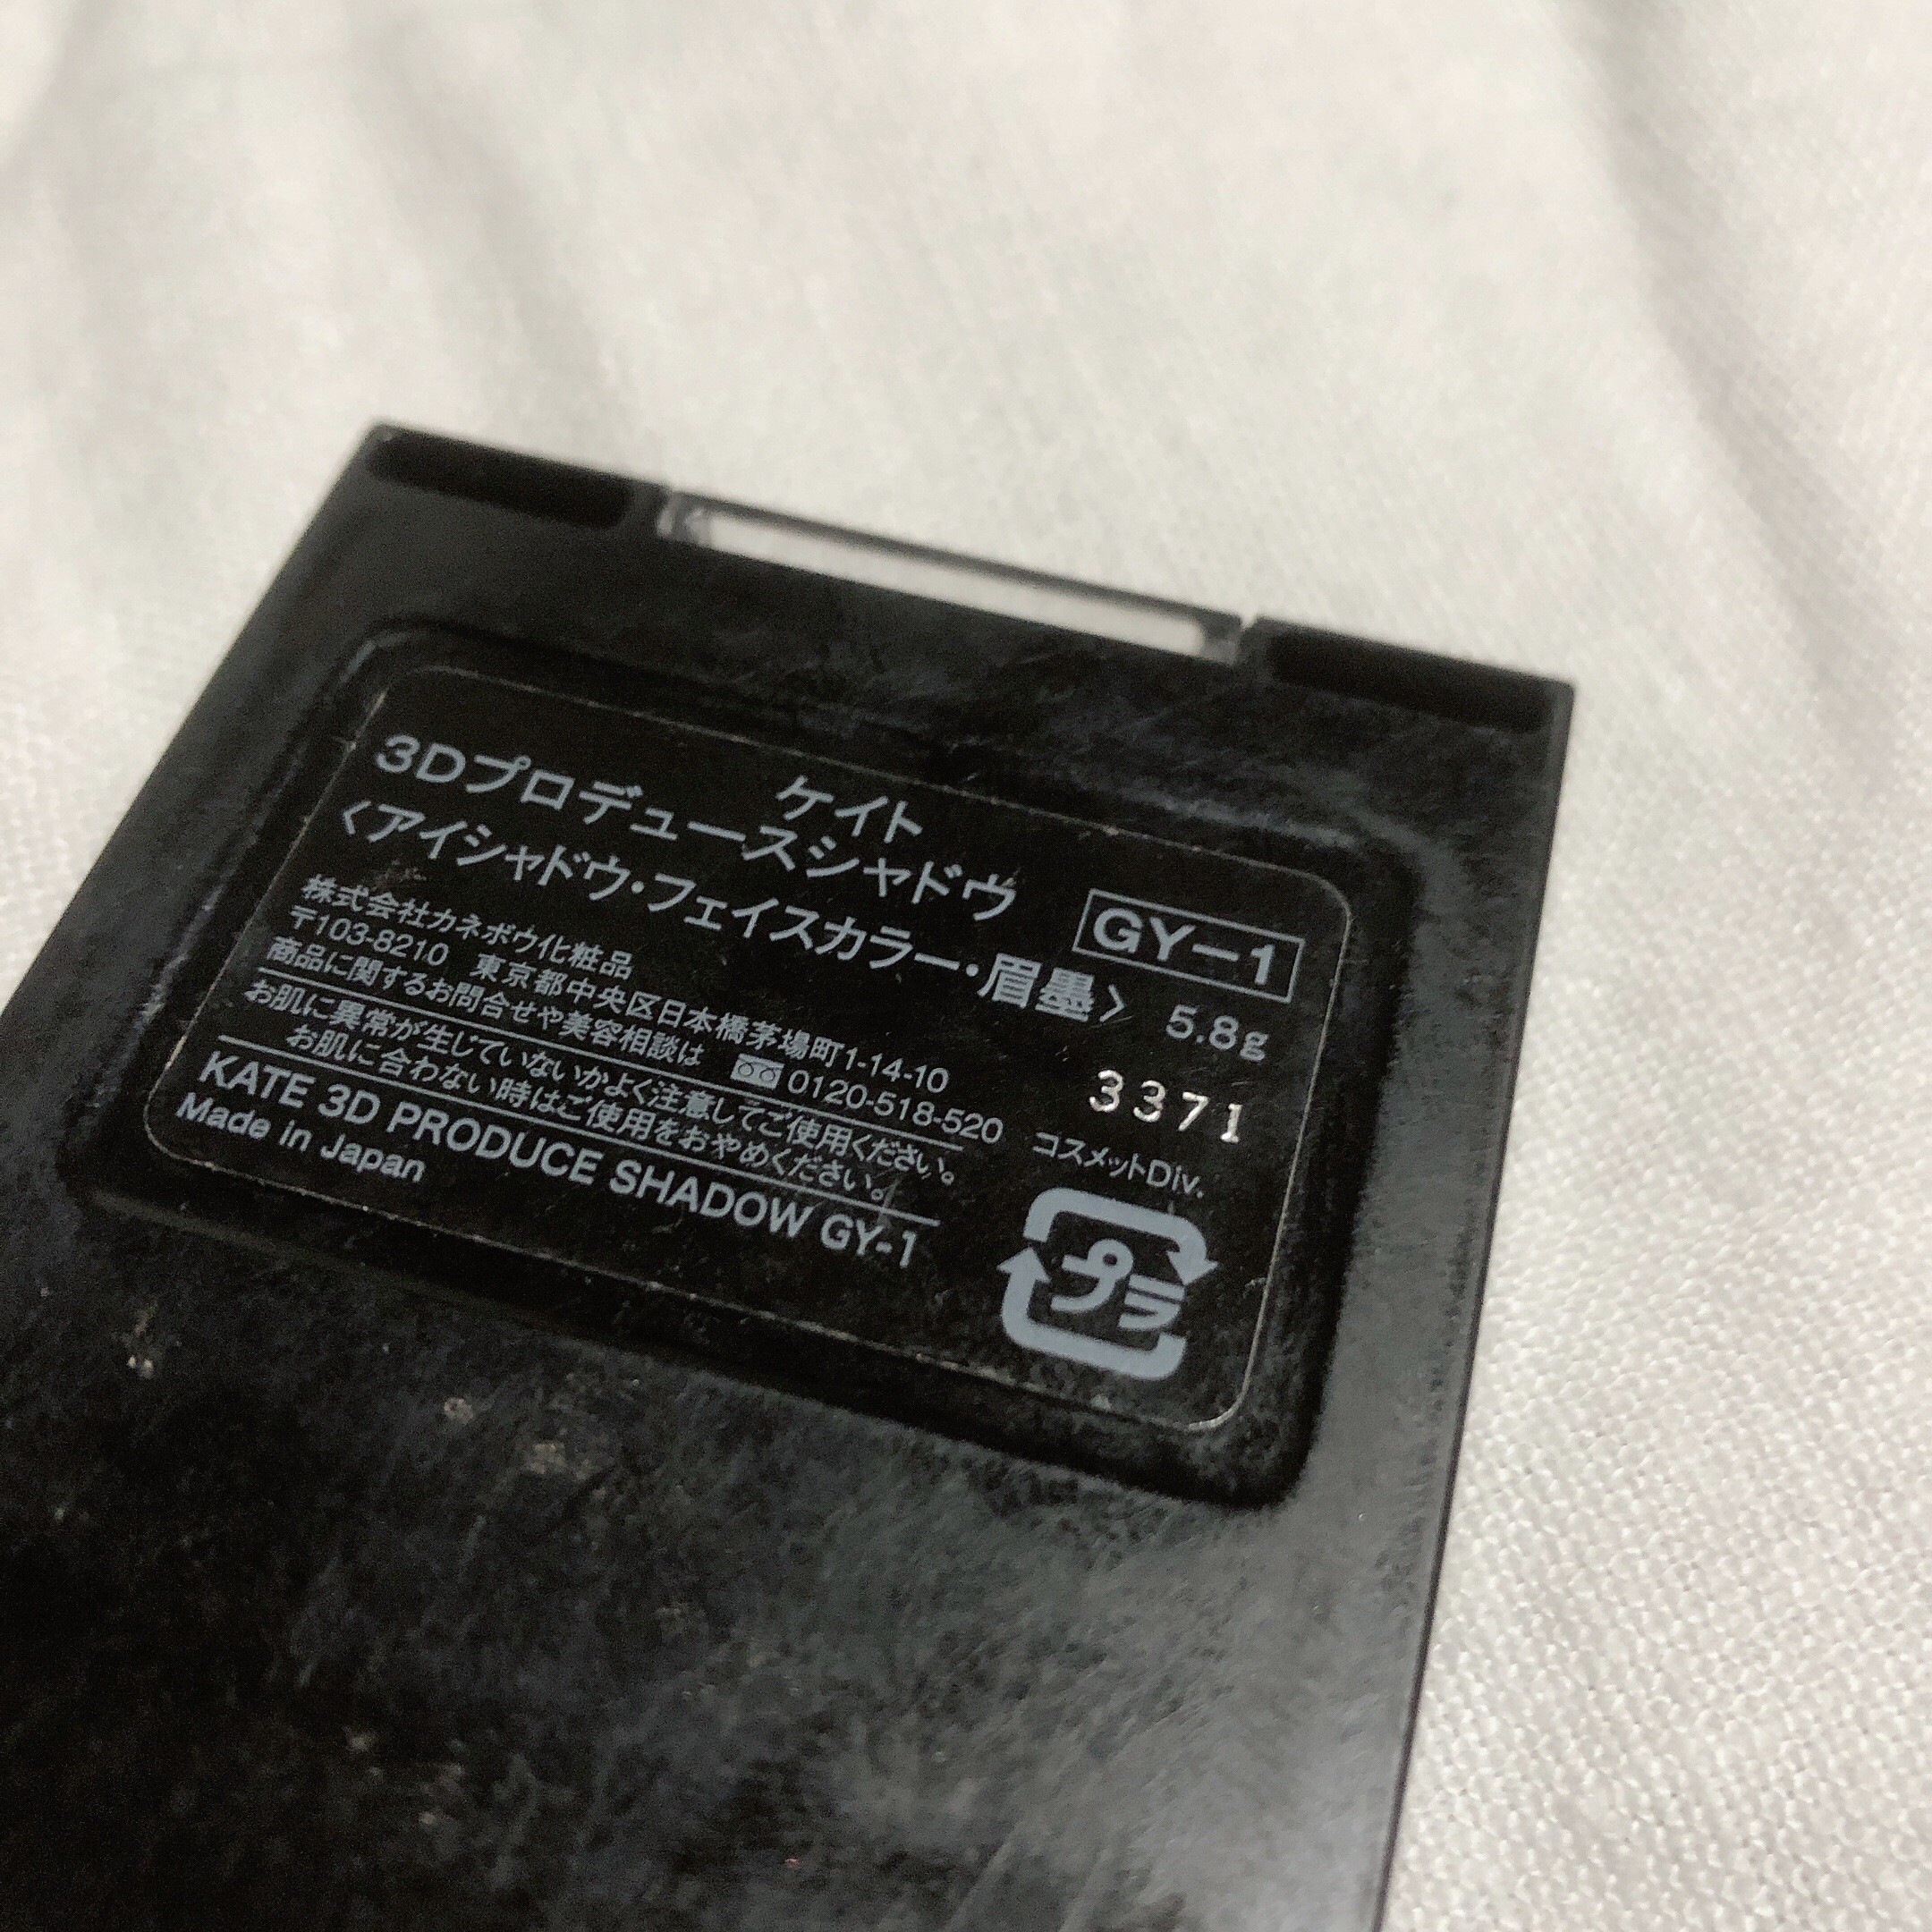 ケイト
3Dプロデュースシャドウ GY-1
〈アイシャドウ・フェイスカラー・眉墨〉 5.8g
株式会社カネボウ化粧品
〒103-8210 東京都中央区日本橋茅場町1-14-10
商品に関するお問合せや美容相談は 0120-518-520
3371
コスメットDiv.
お肌に異常が生じていないかよく注意してご使用ください。
お肌に合わない時はご使用をおやめください。
KATE 3D PRODUCE SHADOW GY-1
Made in Japan
プラ